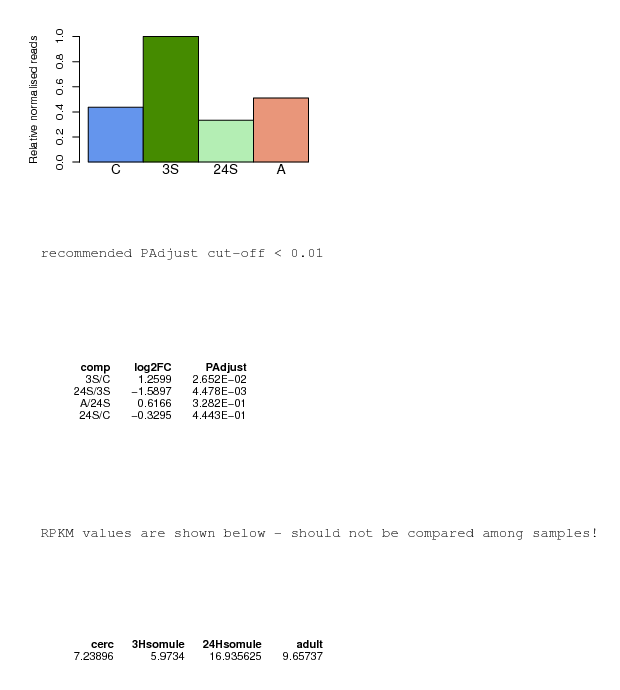 Relative normalised reads
1.0
0.8
0.6
0.4
0.2
0.0
C 3S 24S A
recommended PAdjust cut-off < 0.01
comp log2FC PAdjust
3S/C 1.2599 2.652E-02
24S/3S -1.5897 4.478E-03
A/24S 0.6166 3.282E-01
24S/C -0.3295 4.443E-01
RPKM values are shown below - should not be compared among samples!
cerc 3Hsomule 24Hsomule adult
7.23896 5.9734 16.935625 9.65737